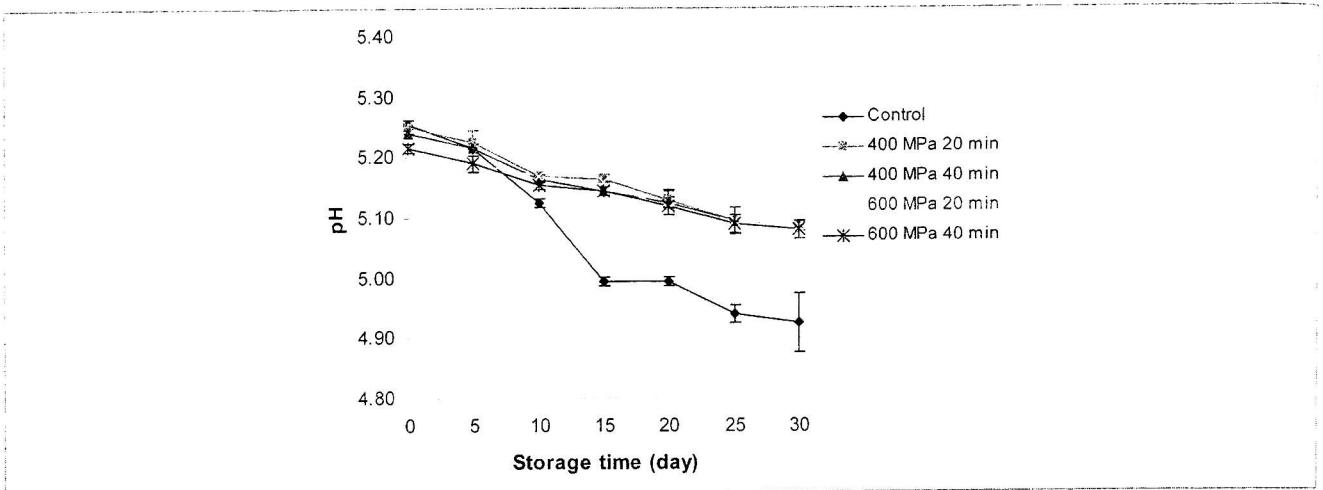 5.40
5.30
5.20
5.10
5.00
4.90
4.80
pH
0 5 10 15 20 25 30
Storage time (day)
Control
400 MPa 20 min
400 MPa 40 min
600 MPa 20 min
600 MPa 40 min